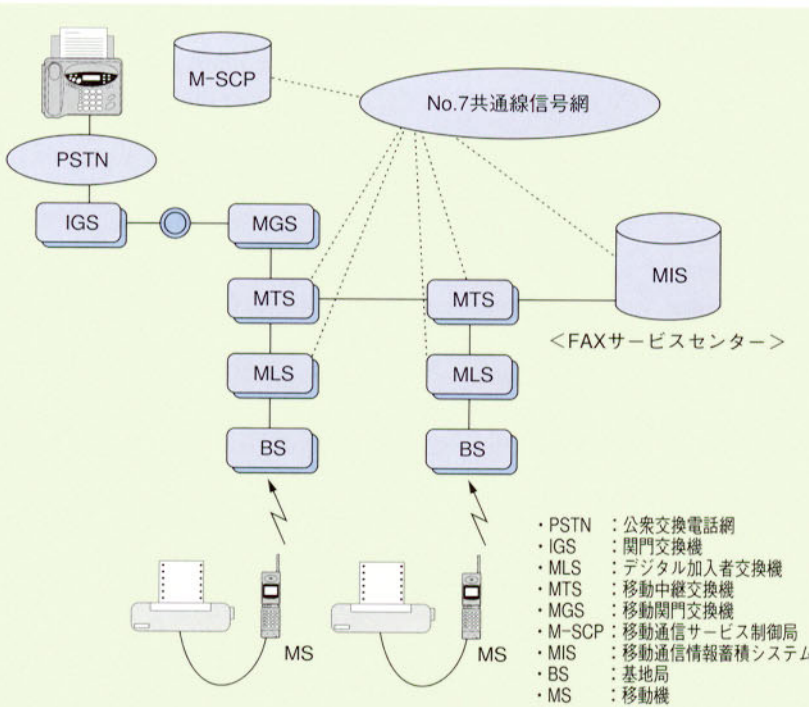 M-SCP
No.7共通線信号網
PSTN
IGS
MGS
MTS
MTS
MIS
＜FAXサービスセンター＞
MLS
MLS
BS
BS
MS
MS
・PSTN ：公衆交換電話網
・IGS ：関門交換機
・MLS ：デジタル加入者交換機
・MTS ：移動中継交換機
・MGS ：移動関門交換機
・M-SCP：移動通信サービス制御局
・MIS ：移動通信情報蓄積システム
・BS ：基地局
・MS ：移動機